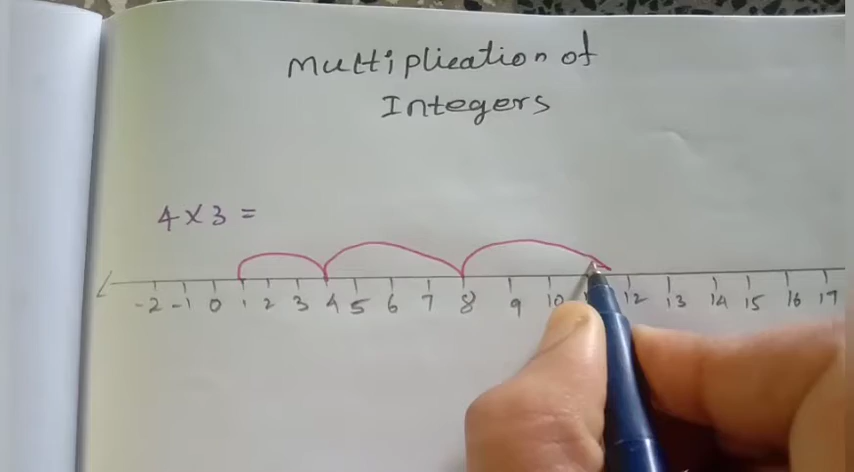 Multiplication of
Integers
4 × 3 =
-2 -1 0 1 2 3 4 5 6 7 8 9 10 12 13 14 15 16 17